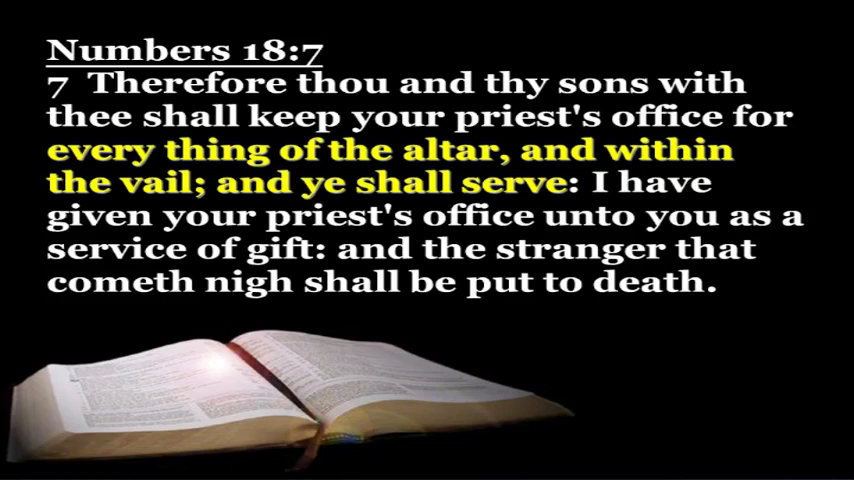 Numbers 18:7
7 Therefore thou and thy sons with
thee shall keep your priest's office for
every thing of the altar, and within
the vail; and ye shall serve: I have
given your priest's office unto you as a
service of gift: and the stranger that
cometh nigh shall be put to death.